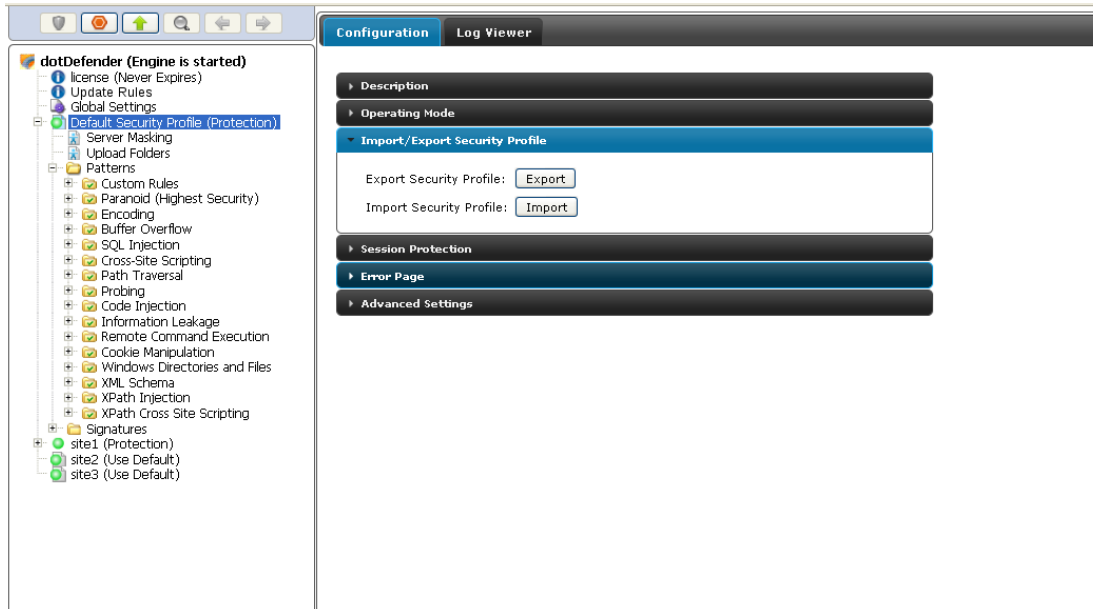 dotDefender (Engine is started)
license (Never Expires)
Update Rules
Global Settings
Default Security Profile (Protection)
Server Masking
Upload Folders
Patterns
Custom Rules
Paranoid (Highest Security)
Encoding
Buffer Overflow
SQL Injection
Cross-Site Scripting
Path Traversal
Probing
Code Injection
Information Leakage
Remote Command Execution
Cookie Manipulation
Windows Directories and Files
XML Schema
XPath Injection
XPath Cross Site Scripting
Signatures
site1 (Protection)
site2 (Use Default)
site3 (Use Default)
Configuration Log Viewer
Description
Operating Mode
Import/Export Security Profile
Export Security Profile: Export
Import Security Profile: Import
Session Protection
Error Page
Advanced Settings